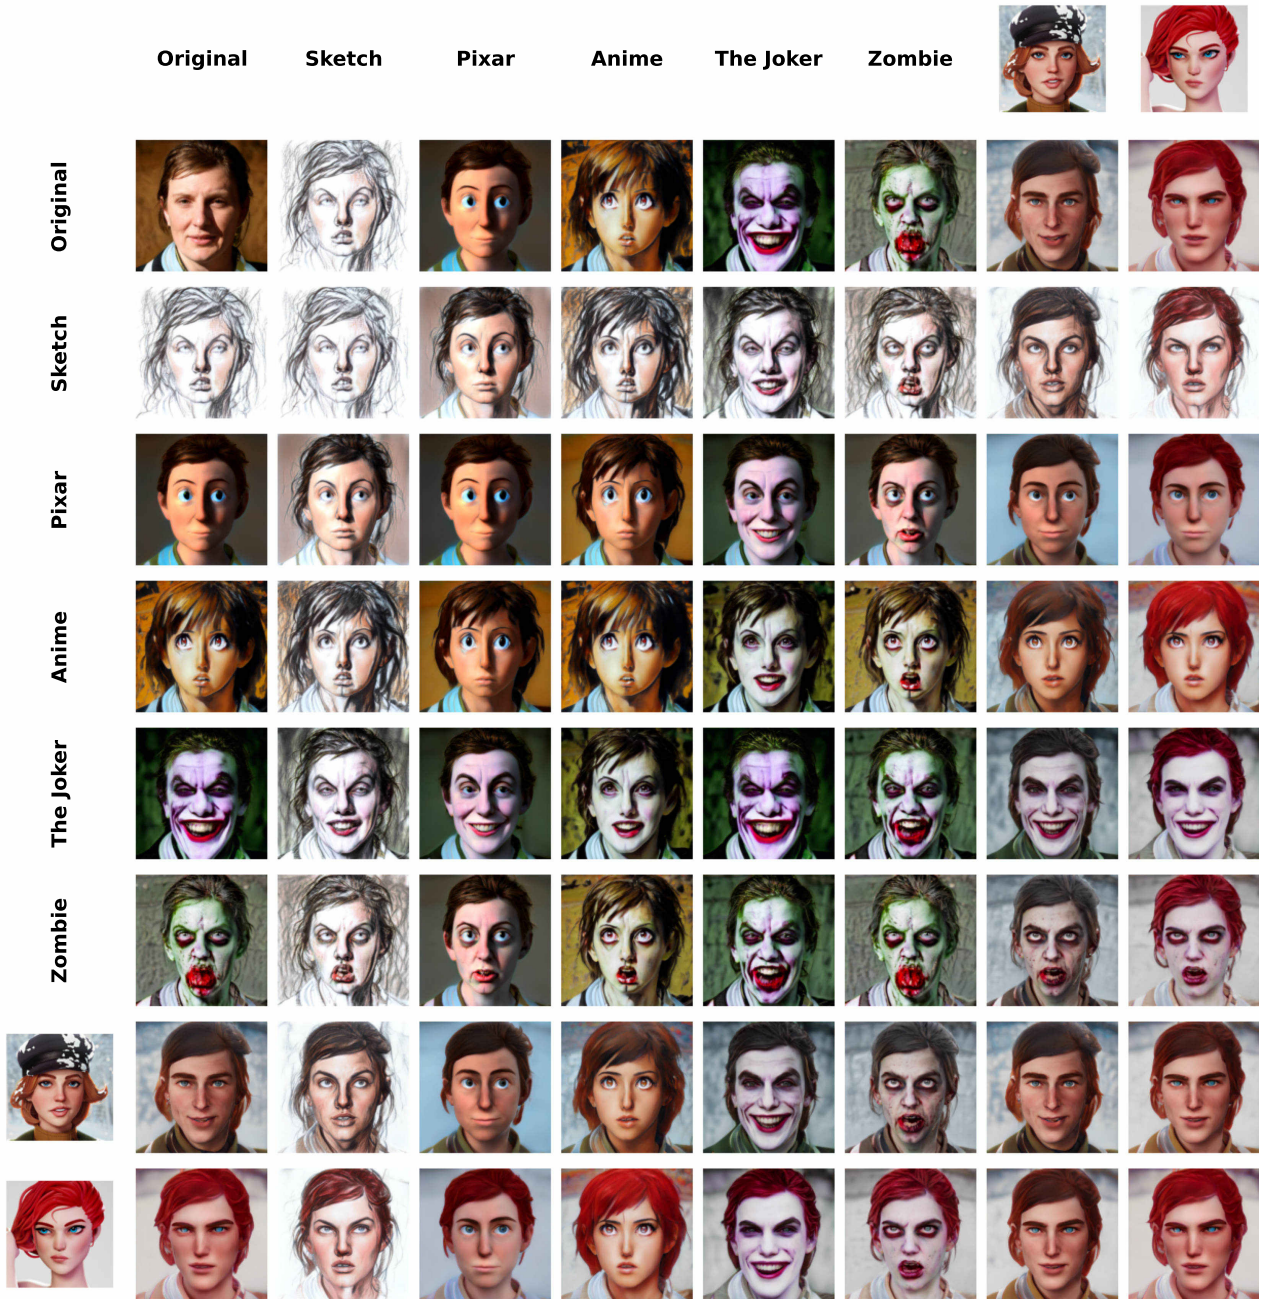 Original Sketch Pixar Anime The Joker Zombie
Original
Sketch
Pixar
Anime
The Joker
Zombie